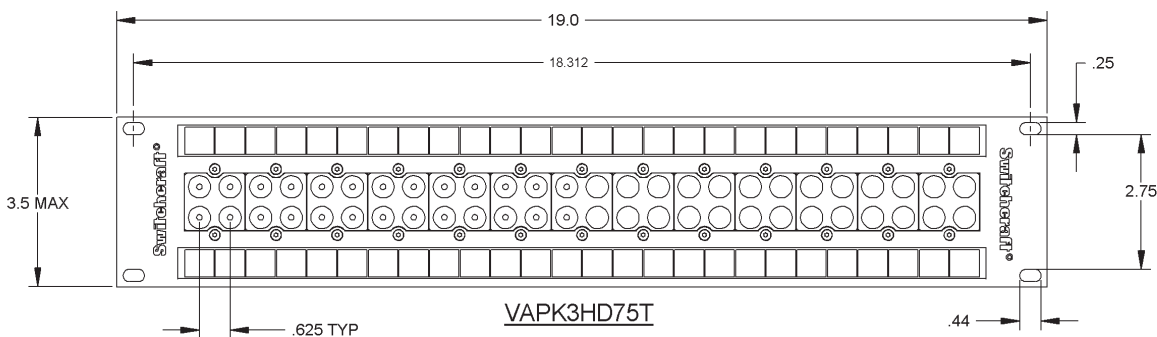 19.0
18.312
.25
Switchcraft®
Switchcraft®
3.5 MAX
2.75
VAPK3HD75T
.625 TYP
.44